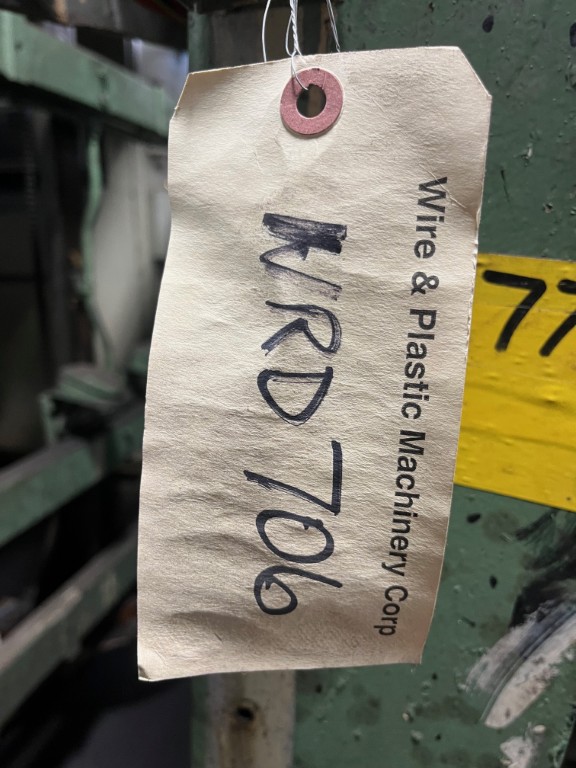 Wire & Plastic Machinery Corp
WRD 706
77